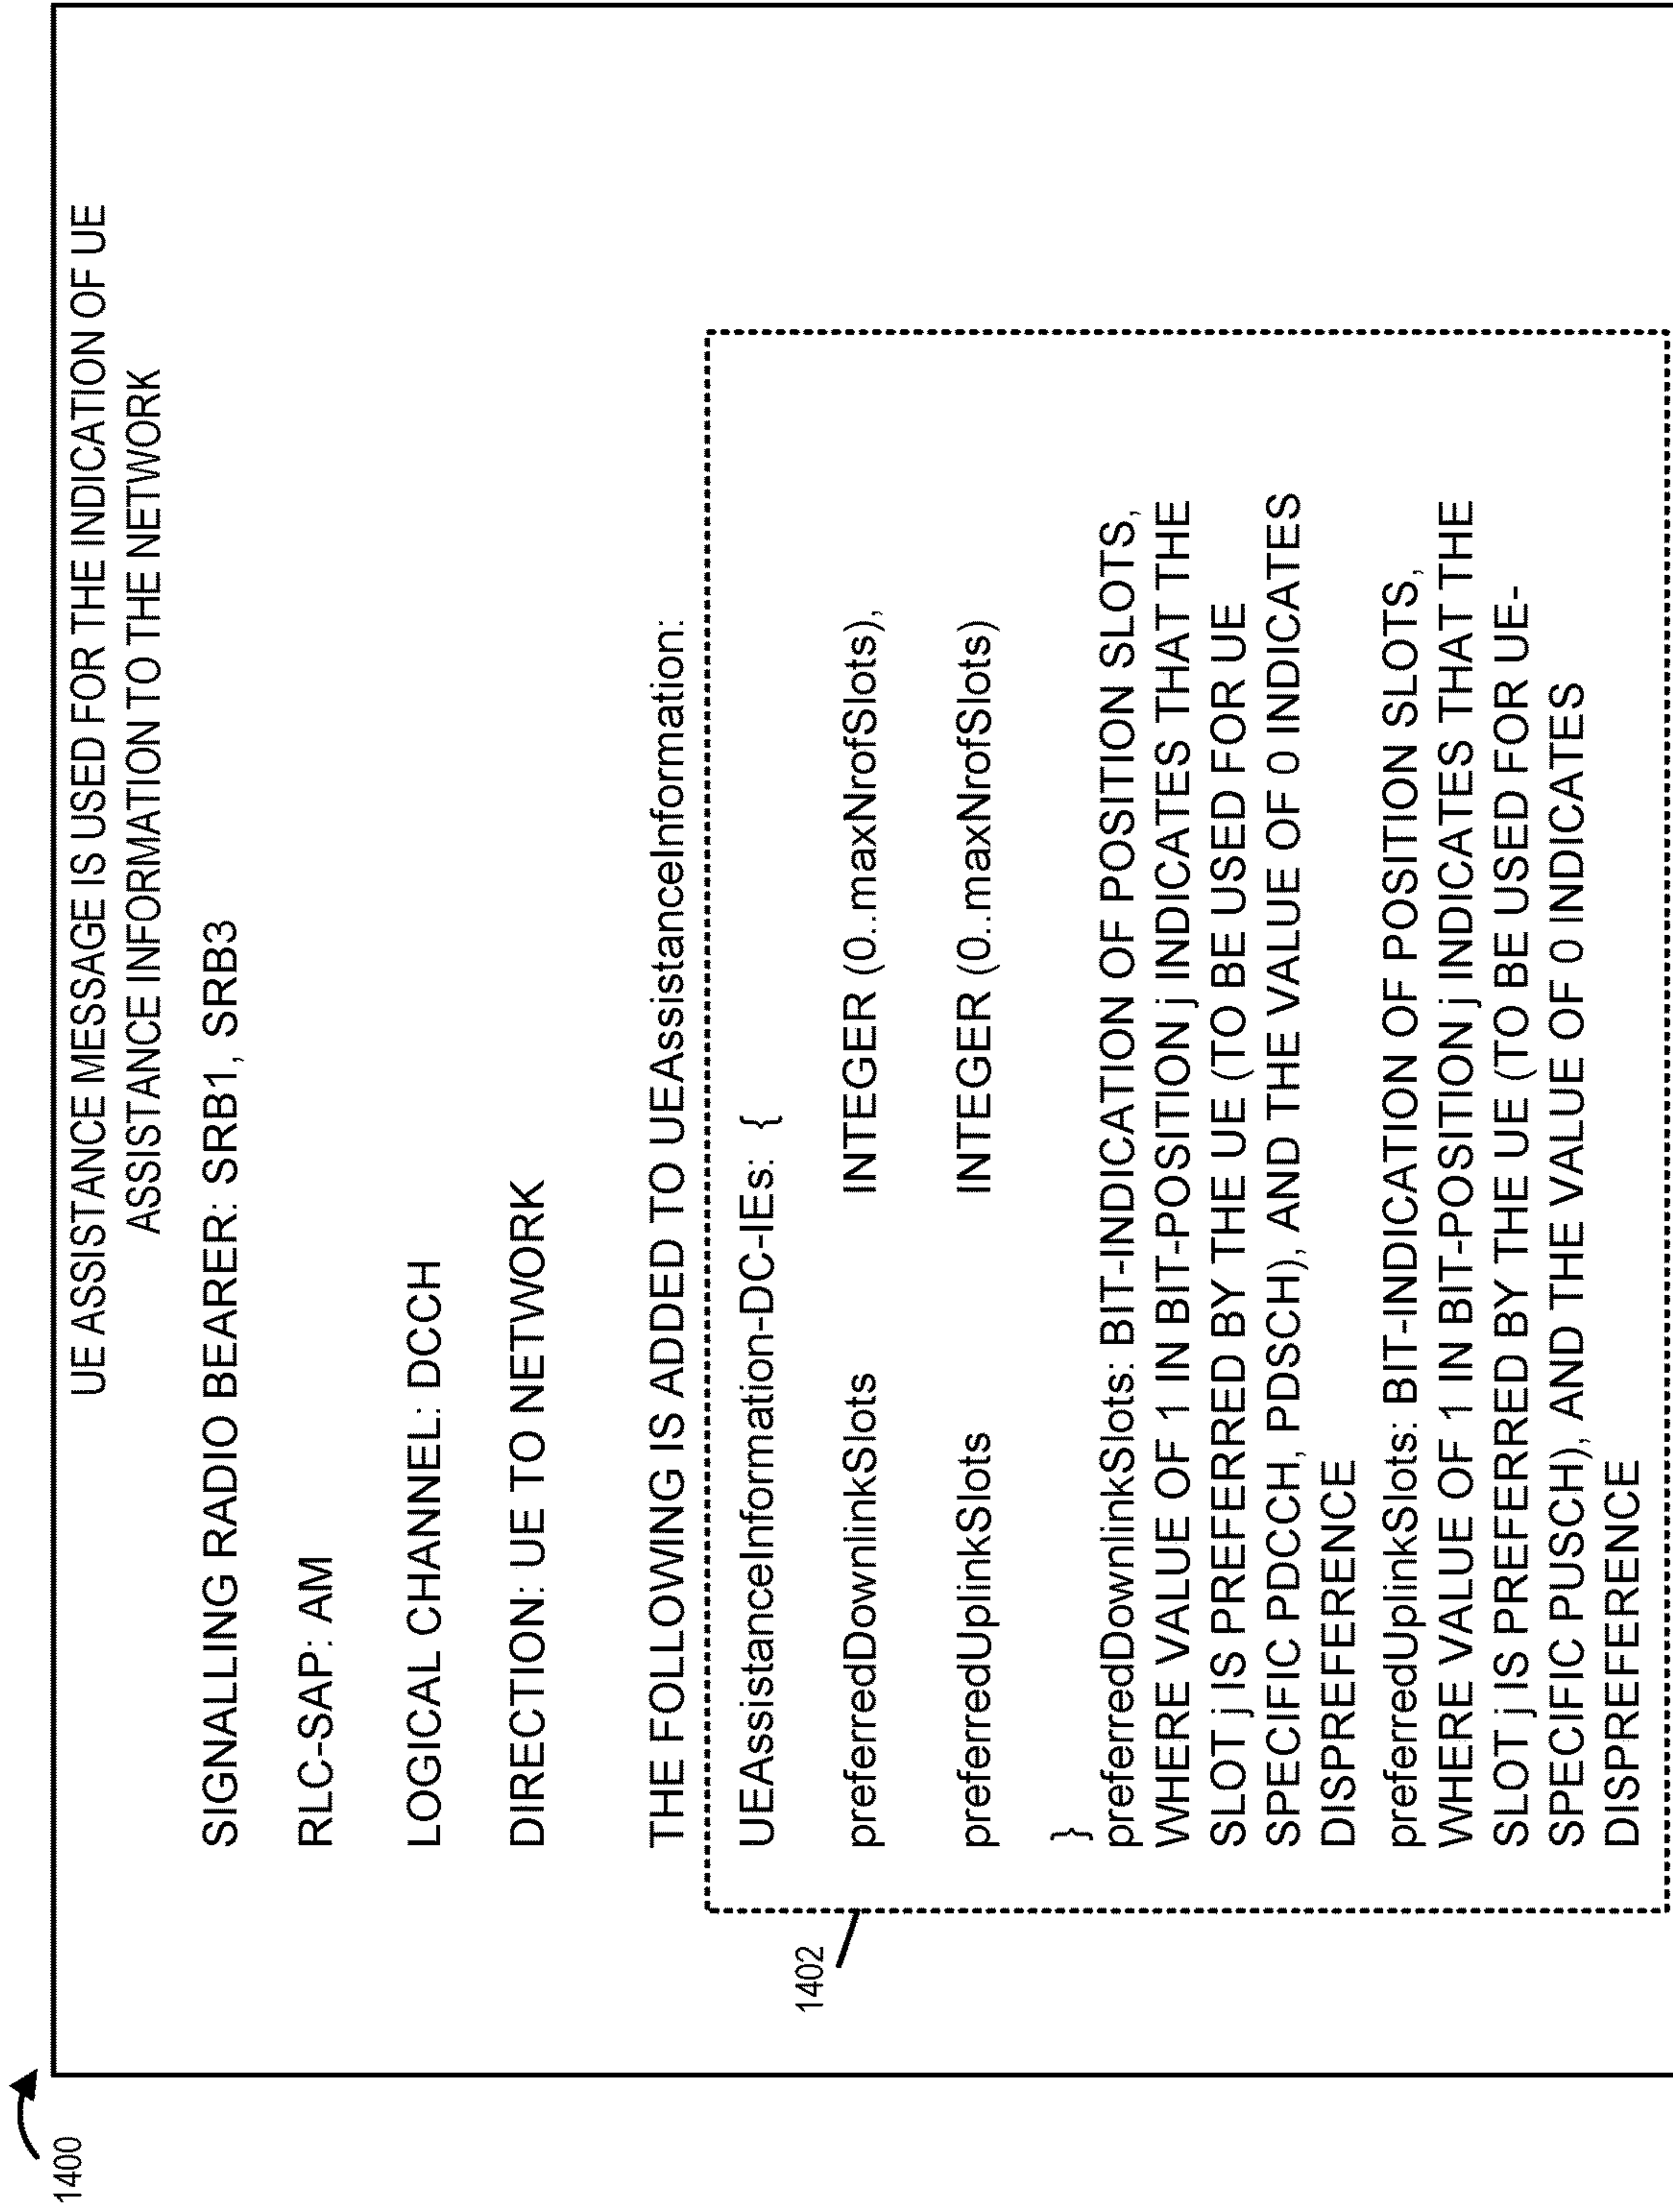 1400
UE ASSISTANCE MESSAGE IS USED FOR THE INDICATION OF UE
ASSISTANCE INFORMATION TO THE NETWORK
SIGNALLING RADIO BEARER: SRB1, SRB3
RLC-SAP: AM
LOGICAL CHANNEL: DCCH
DIRECTION: UE TO NETWORK
THE FOLLOWING IS ADDED TO UEAssistanceInformation:
1402
UEAssistanceInformation-DC-IEs: {
preferredDownlinkSlots INTEGER (0..maxNrofSlots),
preferredUplinkSlots INTEGER (0..maxNrofSlots)
}
preferredDownlinkSlots: BIT-INDICATION OF POSITION SLOTS,
WHERE VALUE OF 1 IN BIT-POSITION j INDICATES THAT THE
SLOT j IS PREFERRED BY THE UE (TO BE USED FOR UE
SPECIFIC PDCCH, PDSCH), AND THE VALUE OF 0 INDICATES
DISPREFERENCE
preferredUplinkSlots: BIT-INDICATION OF POSITION SLOTS,
WHERE VALUE OF 1 IN BIT-POSITION j INDICATES THAT THE
SLOT j IS PREFERRED BY THE UE (TO BE USED FOR UE-
SPECIFIC PUSCH), AND THE VALUE OF 0 INDICATES
DISPREFERENCE